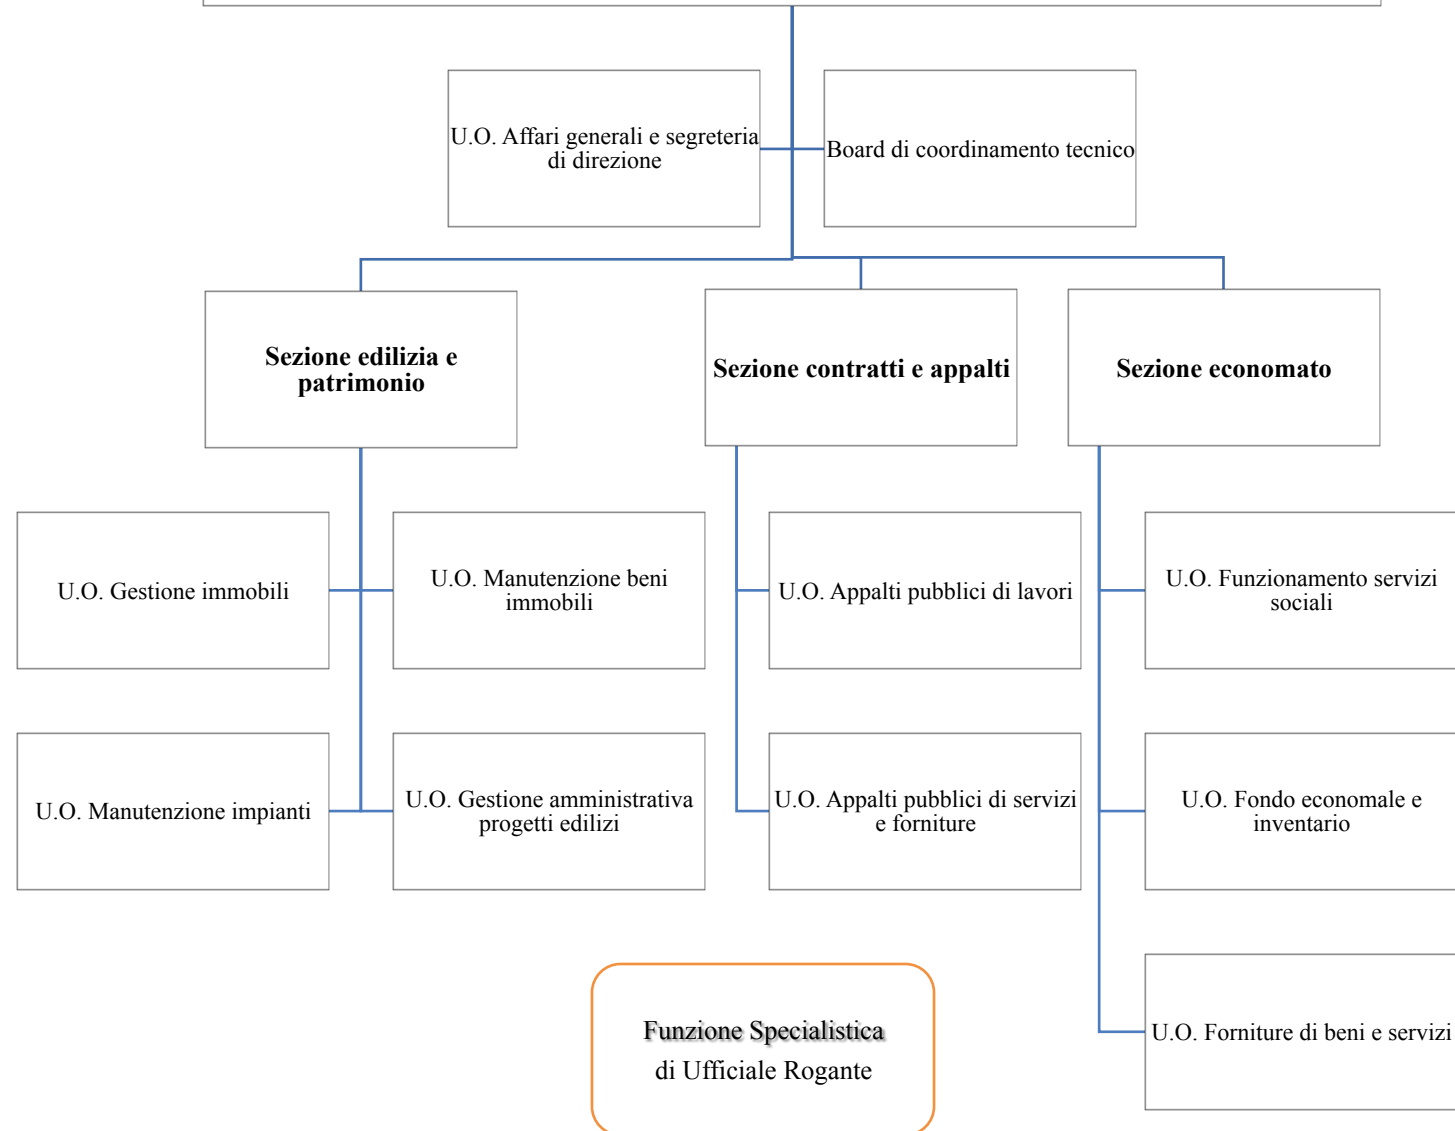 U.O. Affari generali e segreteria
di direzione
Board di coordinamento tecnico
Sezione edilizia e
patrimonio
Sezione contratti e appalti
Sezione economato
U.O. Gestione immobili
U.O. Manutenzione beni
immobili
U.O. Appalti pubblici di lavori
U.O. Funzionamento servizi
sociali
U.O. Manutenzione impianti
U.O. Gestione amministrativa
progetti edilizi
U.O. Appalti pubblici di servizi
e forniture
U.O. Fondo economale e
inventario
U.O. Forniture di beni e servizi
Funzione Specialistica
di Ufficiale Rogante